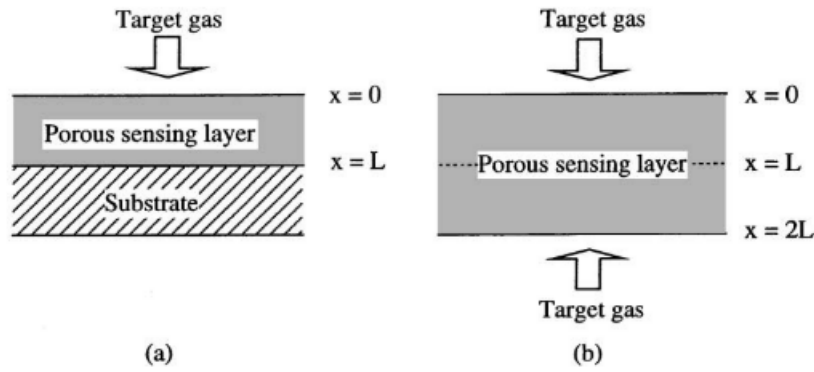 Target gas
x = 0
Porous sensing layer
x = L
Substrate
(a)
Target gas
x = 0
Porous sensing layer
x = L
x = 2L
Target gas
(b)